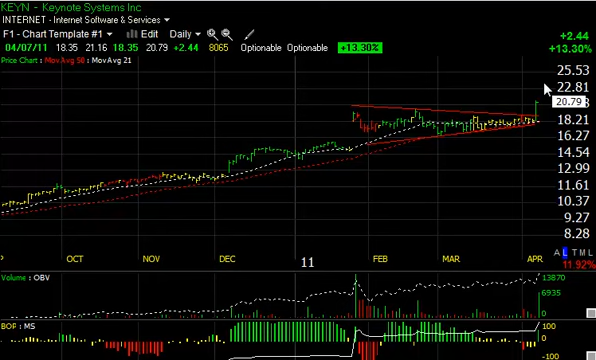 KEYN - Keynote Systems Inc
INTERNET - Internet Software & Services
F1 - Chart Template #1 Edit Daily
+2.44
+13.30%
04/07/11 18.35 21.16 18.35 20.79 +2.44 8065 Optionable Optionable +13.30%
Price Chart : MovAvg 50 : MovAvg 21
25.53
22.81
20.79
18.21
16.27
14.54
12.99
11.61
10.37
9.27
8.28
OCT NOV DEC 11 FEB MAR APR
A L T M L
11.92%
Volume : OBV
13870
6935
0
BOP : MS
100
0
-100